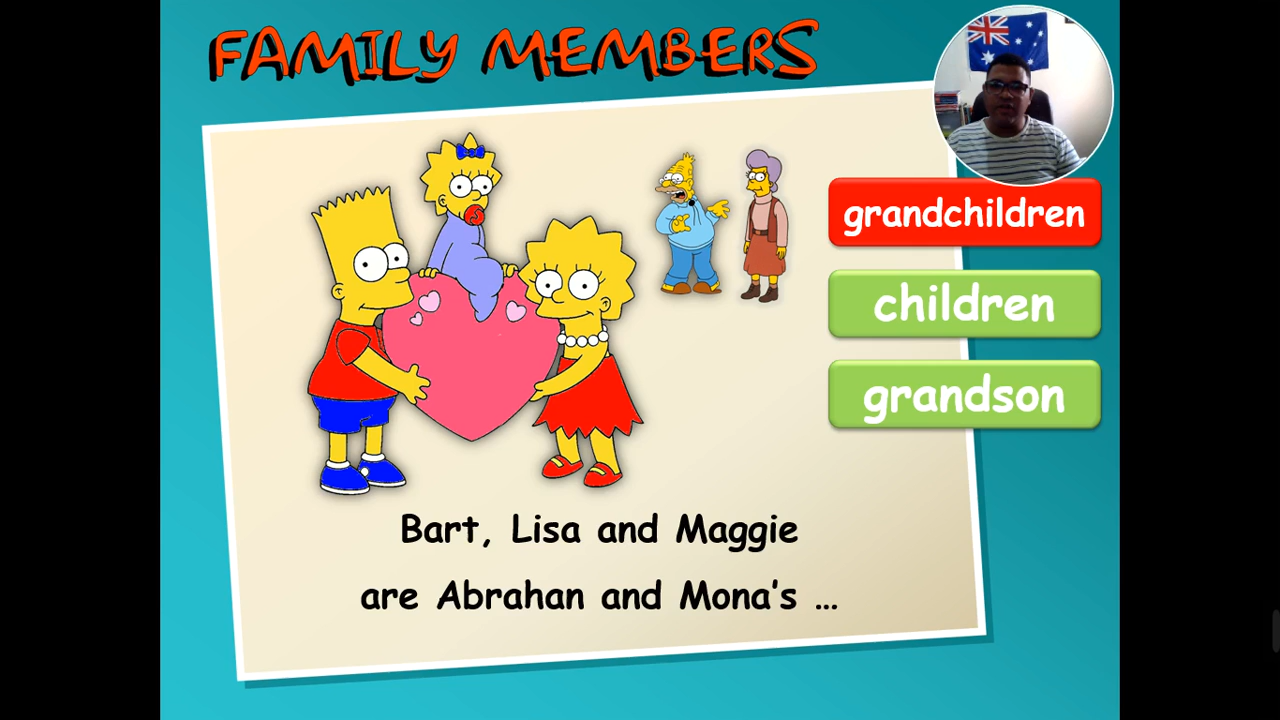 FAMILY MEMBERS
grandchildren
children
grandson
Bart, Lisa and Maggie
are Abrahan and Mona's ...